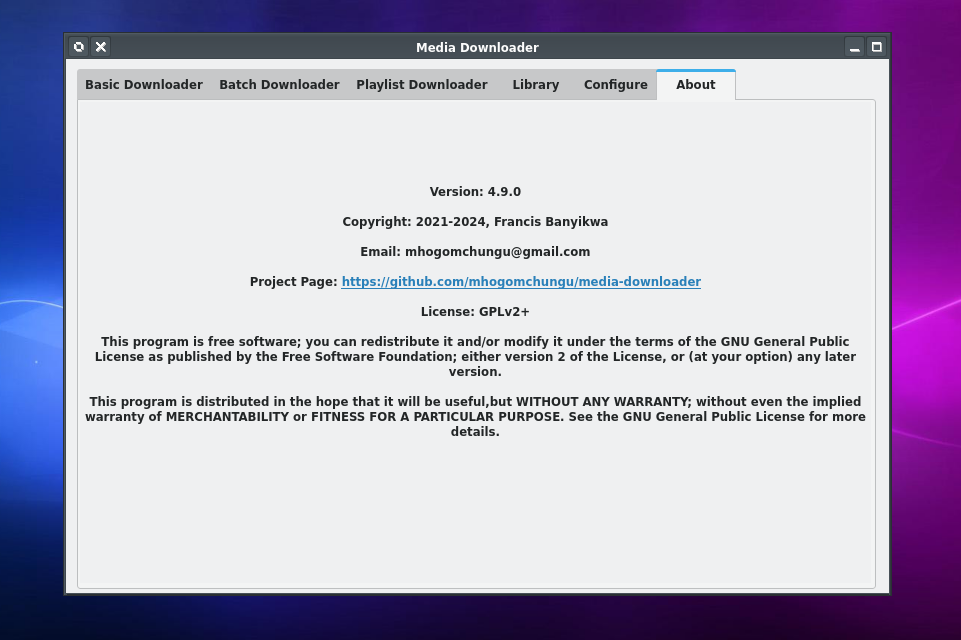 Media Downloader
Basic Downloader Batch Downloader Playlist Downloader Library Configure About
Version: 4.9.0
Copyright: 2021-2024, Francis Banyikwa
Email: mhogomchungu@gmail.com
Project Page: https://github.com/mhogomchungu/media-downloader
License: GPLv2+
This program is free software; you can redistribute it and/or modify it under the terms of the GNU General Public
License as published by the Free Software Foundation; either version 2 of the License, or (at your option) any later
version.
This program is distributed in the hope that it will be useful,but WITHOUT ANY WARRANTY; without even the implied
warranty of MERCHANTABILITY or FITNESS FOR A PARTICULAR PURPOSE. See the GNU General Public License for more
details.